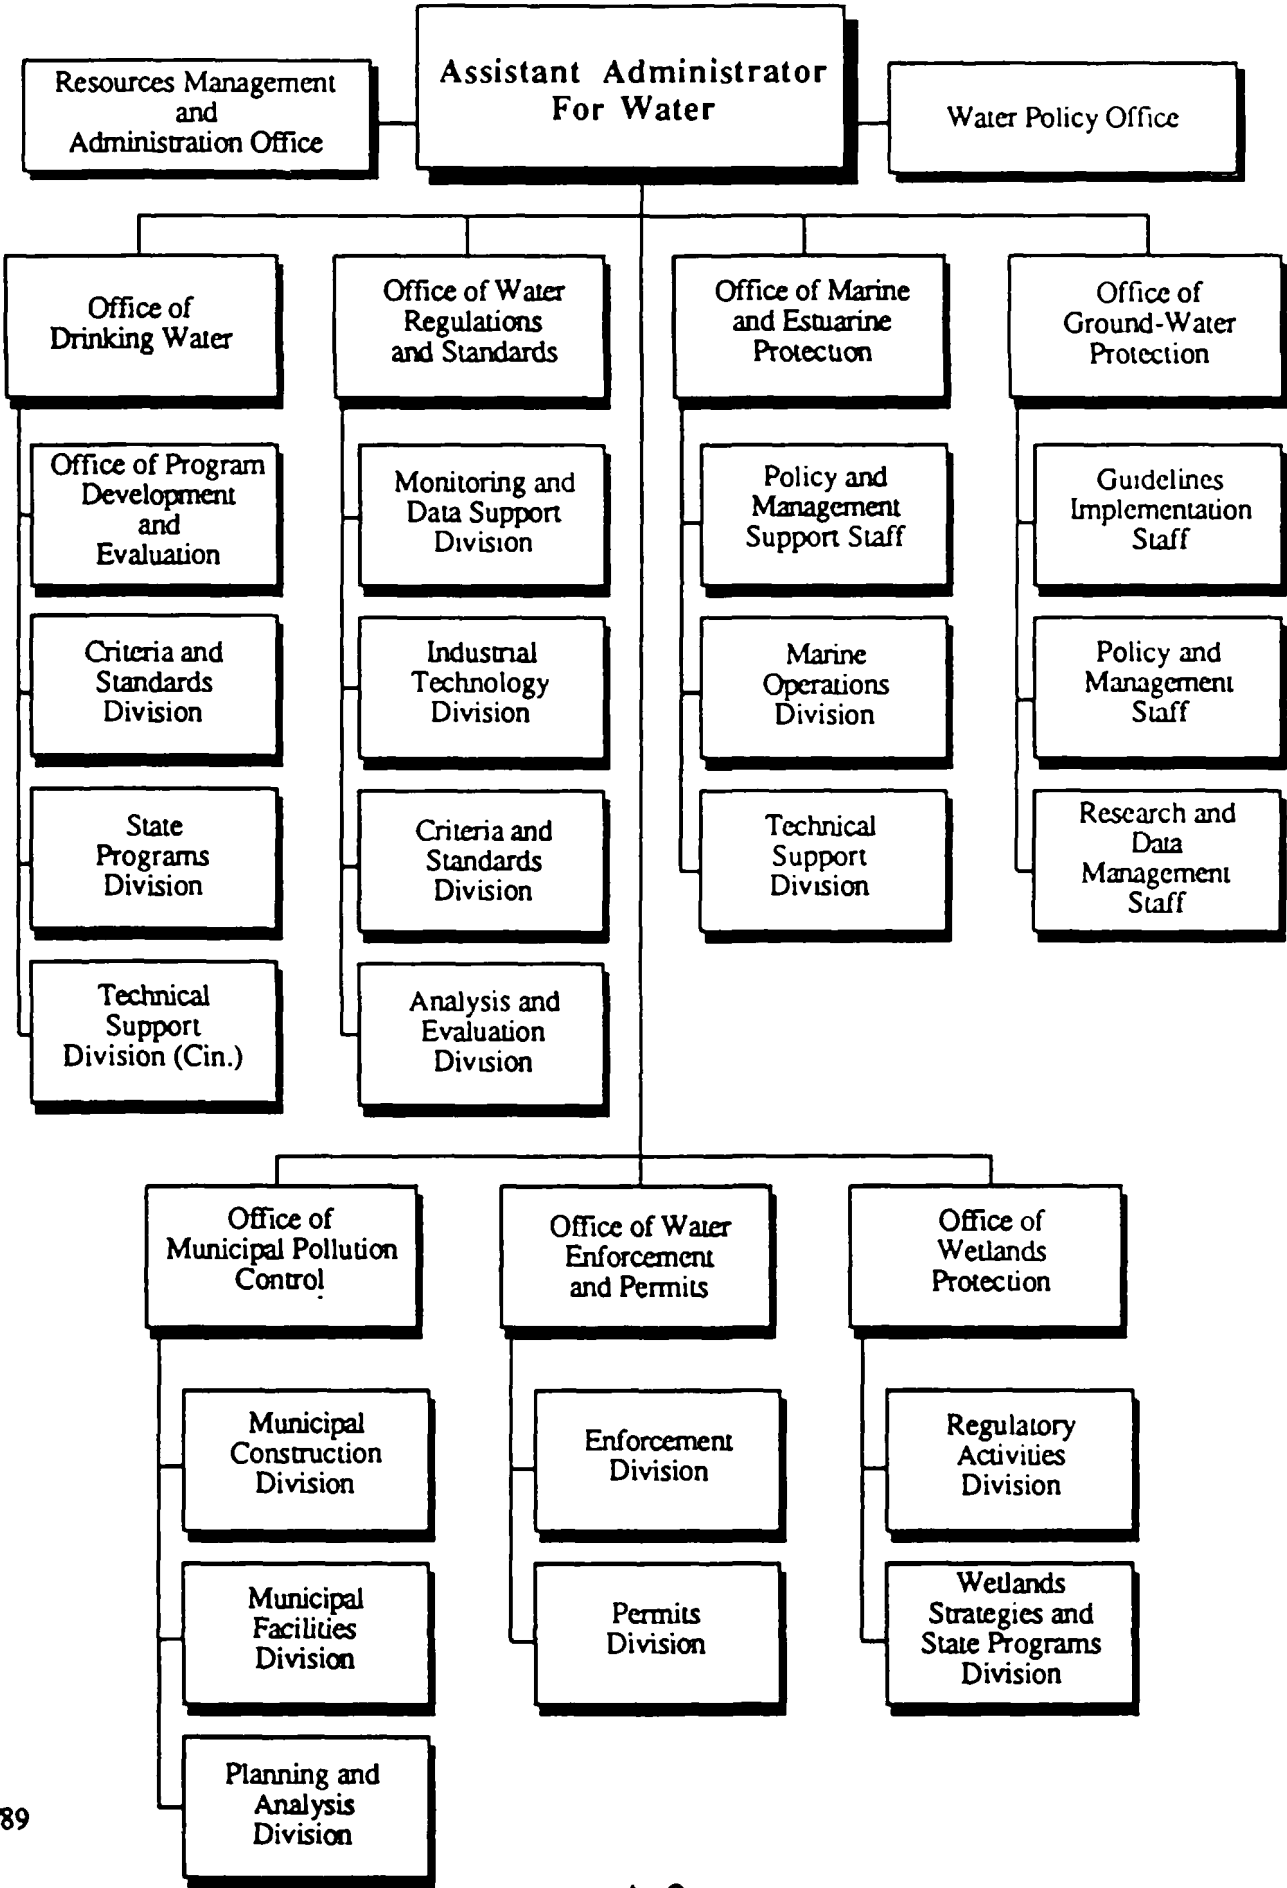 Assistant Administrator
For Water
Resources Management
and
Administration Office
Water Policy Office
Office of
Drinking Water
Office of Program
Development
and
Evaluation
Criteria and
Standards
Division
State
Programs
Division
Technical
Support
Division (Cin.)
Office of Water
Regulations
and Standards
Monitoring and
Data Support
Division
Industrial
Technology
Division
Criteria and
Standards
Division
Analysis and
Evaluation
Division
Office of Marine
and Estuarine
Protection
Policy and
Management
Support Staff
Marine
Operations
Division
Technical
Support
Division
Office of
Ground-Water
Protection
Guidelines
Implementation
Staff
Policy and
Management
Staff
Research and
Data
Management
Staff
Office of
Municipal Pollution
Control
Municipal
Construction
Division
Municipal
Facilities
Division
Planning and
Analysis
Division
Office of Water
Enforcement
and Permits
Enforcement
Division
Permits
Division
Office of
Wetlands
Protection
Regulatory
Activities
Division
Wetlands
Strategies and
State Programs
Division
89